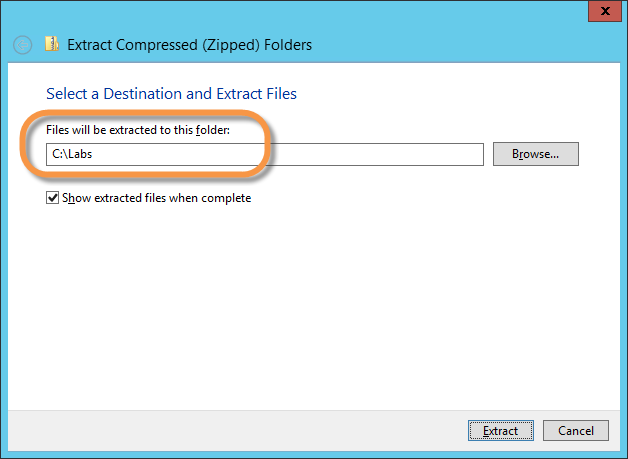 Extract Compressed (Zipped) Folders
Select a Destination and Extract Files
Files will be extracted to this folder:
C:\Labs
Browse...
Show extracted files when complete
Extract
Cancel